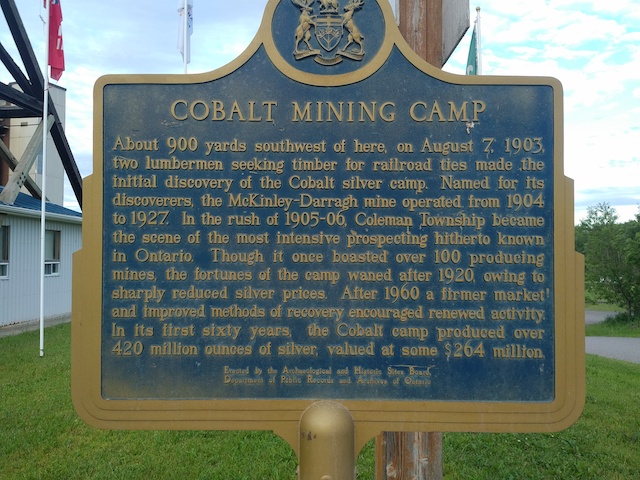 COBALT MINING CAMP
About 900 yards southwest of here, on August 7, 1903,
two lumbermen seeking timber for railroad ties made the
initial discovery of the Cobalt silver camp. Named for its
discoverers, the McKinley-Darragh mine operated from 1904
to 1927. In the rush of 1905-06, Coleman Township became
the scene of the most intensive prospecting hitherto known
in Ontario. Though it once boasted over 100 producing
mines, the fortunes of the camp waned after 1920, owing to
sharply reduced silver prices. After 1960 a firmer market
and improved methods of recovery encouraged renewed activity.
In its first sixty years, the Cobalt camp produced over
420 million ounces of silver, valued at some $264 million.
Erected by the Archaeological and Historic Sites Board,
Department of Public Records and Archives of Ontario